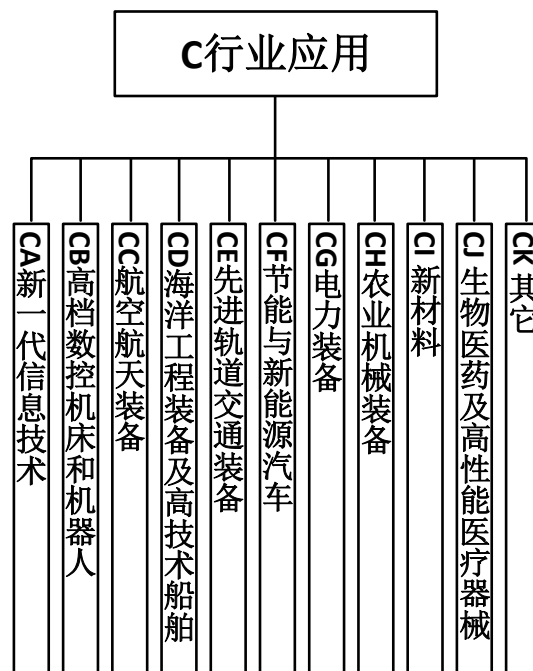 C行业应用
CA新一代信息技术
CB高档数控机床和机器人
CC航空航天装备
CD海洋工程装备及高技术船舶
CE先进轨道交通装备
CF节能与新能源汽车
CG电力装备
CH农业机械装备
CI新材料
CJ生物医药及高性能医疗器械
CK其它